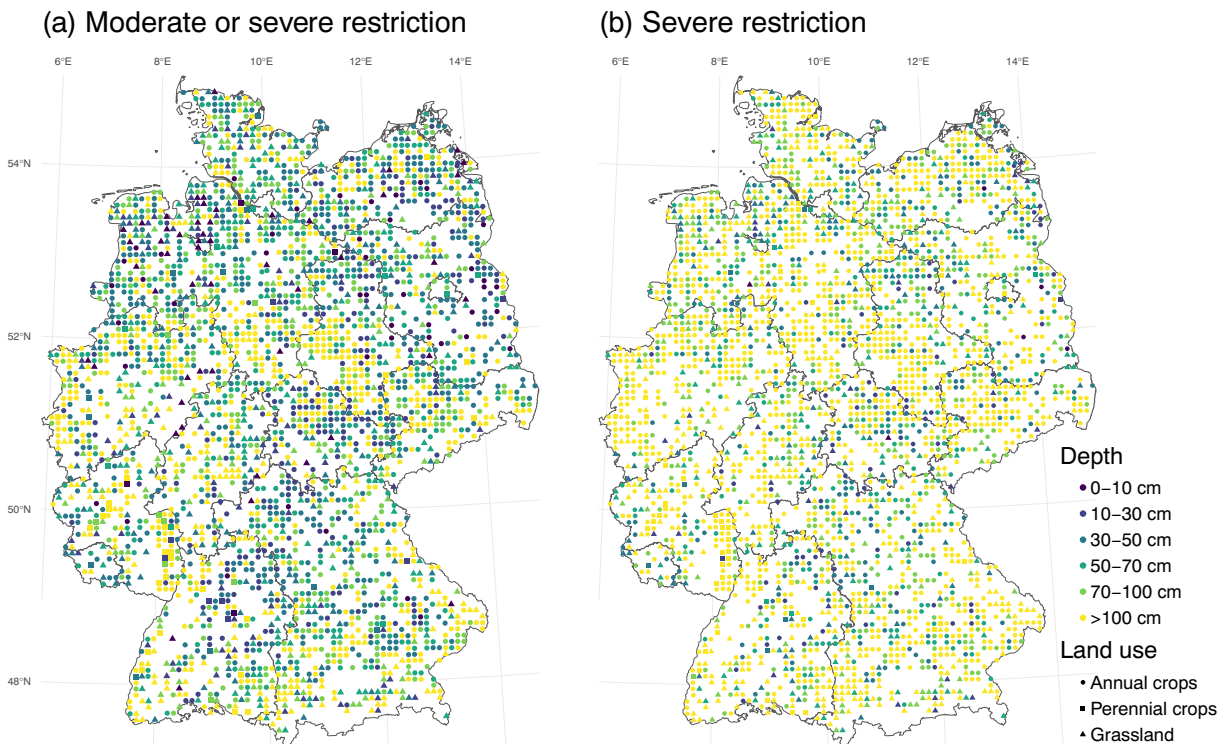 (a) Moderate or severe restriction
(b) Severe restriction
6°E 8°E 10°E 12°E 14°E
6°E 8°E 10°E 12°E 14°E
54°N
52°N
50°N
48°N
Depth
0−10 cm
10−30 cm
30−50 cm
50−70 cm
70−100 cm
>100 cm
Land use
Annual crops
Perennial crops
Grassland